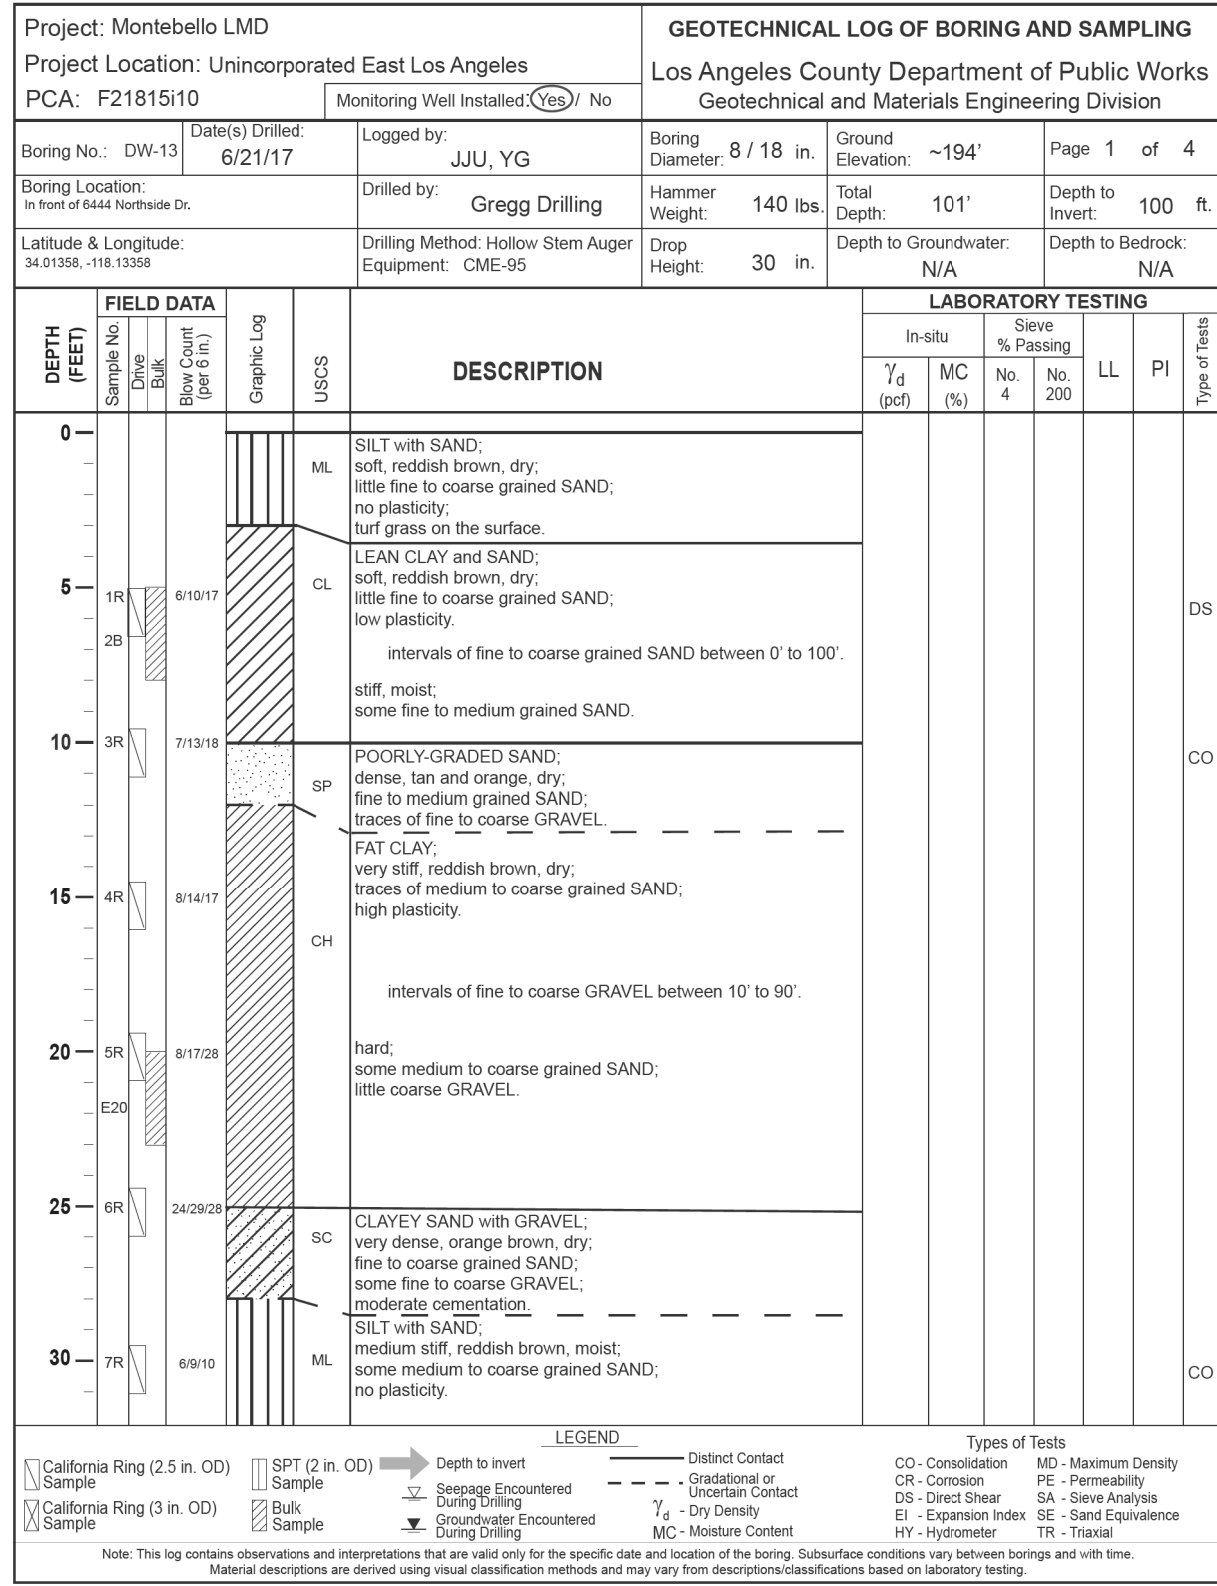 Project: Montebello LMD
Project Location: Unincorporated East Los Angeles
PCA: F21815i10
Monitoring Well Installed: Yes / No
GEOTECHNICAL LOG OF BORING AND SAMPLING
Los Angeles County Department of Public Works
Geotechnical and Materials Engineering Division
Boring No.: DW-13
Date(s) Drilled:
6/21/17
Logged by:
JJU, YG
Boring
Diameter: 8 / 18 in.
Ground
Elevation: ~194'
Page 1 of 4
Boring Location:
In front of 6444 Northside Dr.
Drilled by:
Gregg Drilling
Hammer
Weight: 140 lbs.
Total
Depth: 101'
Depth to
Invert: 100 ft.
Latitude & Longitude:
34.01358, -118.13358
Drilling Method: Hollow Stem Auger
Equipment: CME-95
Drop
Height: 30 in.
Depth to Groundwater:
N/A
Depth to Bedrock:
N/A
DEPTH
(FEET)
FIELD DATA
Sample No.
Drive
Bulk
Blow Count
(per 6 in.)
Graphic Log
USCS
DESCRIPTION
LABORATORY TESTING
In-situ
γd
(pcf)
MC
(%)
Sieve
% Passing
No.
4
No.
200
LL
PI
Type of Tests
0
ML
SILT with SAND;
soft, reddish brown, dry;
little fine to coarse grained SAND;
no plasticity;
turf grass on the surface.
LEAN CLAY and SAND;
CL
soft, reddish brown, dry;
5
1R
6/10/17
little fine to coarse grained SAND;
DS
low plasticity.
2B
intervals of fine to coarse grained SAND between 0' to 100'.
stiff, moist;
some fine to medium grained SAND.
10
3R
7/13/18
POORLY-GRADED SAND;
CO
SP
dense, tan and orange, dry;
fine to medium grained SAND;
traces of fine to coarse GRAVEL.
FAT CLAY;
very stiff, reddish brown, dry;
15
4R
8/14/17
traces of medium to coarse grained SAND;
high plasticity.
CH
intervals of fine to coarse GRAVEL between 10' to 90'.
20
5R
8/17/28
hard;
some medium to coarse grained SAND;
little coarse GRAVEL.
E20
25
6R
24/29/28
CLAYEY SAND with GRAVEL;
SC
very dense, orange brown, dry;
fine to coarse grained SAND;
some fine to coarse GRAVEL;
moderate cementation.
SILT with SAND;
medium stiff, reddish brown, moist;
30
7R
6/9/10
ML
some medium to coarse grained SAND;
CO
no plasticity.
LEGEND
California Ring (2.5 in. OD)
Sample
California Ring (3 in. OD)
Sample
SPT (2 in. OD)
Sample
Bulk
Sample
Depth to invert
Seepage Encountered
During Drilling
Groundwater Encountered
During Drilling
Distinct Contact
Gradational or
Uncertain Contact
γd - Dry Density
MC - Moisture Content
Types of Tests
CO - Consolidation
MD - Maximum Density
CR - Corrosion
PE - Permeability
DS - Direct Shear
SA - Sieve Analysis
EI - Expansion Index
SE - Sand Equivalence
HY - Hydrometer
TR - Triaxial
Note: This log contains observations and interpretations that are valid only for the specific date and location of the boring. Subsurface conditions vary between borings and with time.
Material descriptions are derived using visual classification methods and may vary from descriptions/classifications based on laboratory testing.